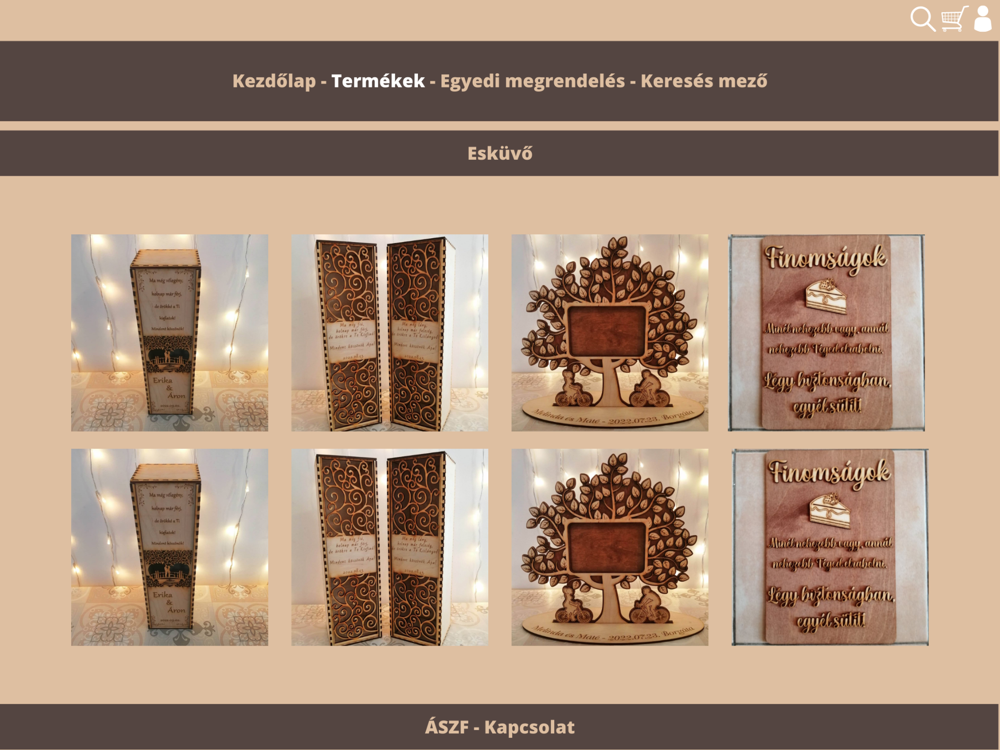 Kezdőlap - Termékek - Egyedi megrendelés - Keresés mező
Esküvő
Ma még vőlegény,
holnap már férj,
de örökké a Ti
kisfiatok!
Mindent köszönök!
Erika
&
Áron
2022.09.02.
Ma még fiú,
holnap már férj,
de örökre a Te Kisfiad!
Mindent köszönök Apa!
2022.08.13.
Ma még lány,
holnap már feleség,
de örökre a Te Kislányod!
Mindent köszönök Apa!
2022.08.13.
Melinda és Máté - 2022.07.23. Borgáta
Finomságok
Minél nehezebb vagy, annál
nehezebb Téged elrabolni.
Légy biztonságban,
egyél sütit!
Ma még vőlegény,
holnap már férj,
de örökké a Ti
kisfiatok!
Mindent köszönök!
Erika
&
Áron
2022.09.02.
Ma még fiú,
holnap már férj,
de örökre a Te Kisfiad!
Mindent köszönök Apa!
2022.08.13.
Ma még lány,
holnap már feleség,
de örökre a Te Kislányod!
Mindent köszönök Apa!
2022.08.13.
Melinda és Máté - 2022.07.23. Borgáta
Finomságok
Minél nehezebb vagy, annál
nehezebb Téged elrabolni.
Légy biztonságban,
egyél sütit!
ÁSZF - Kapcsolat